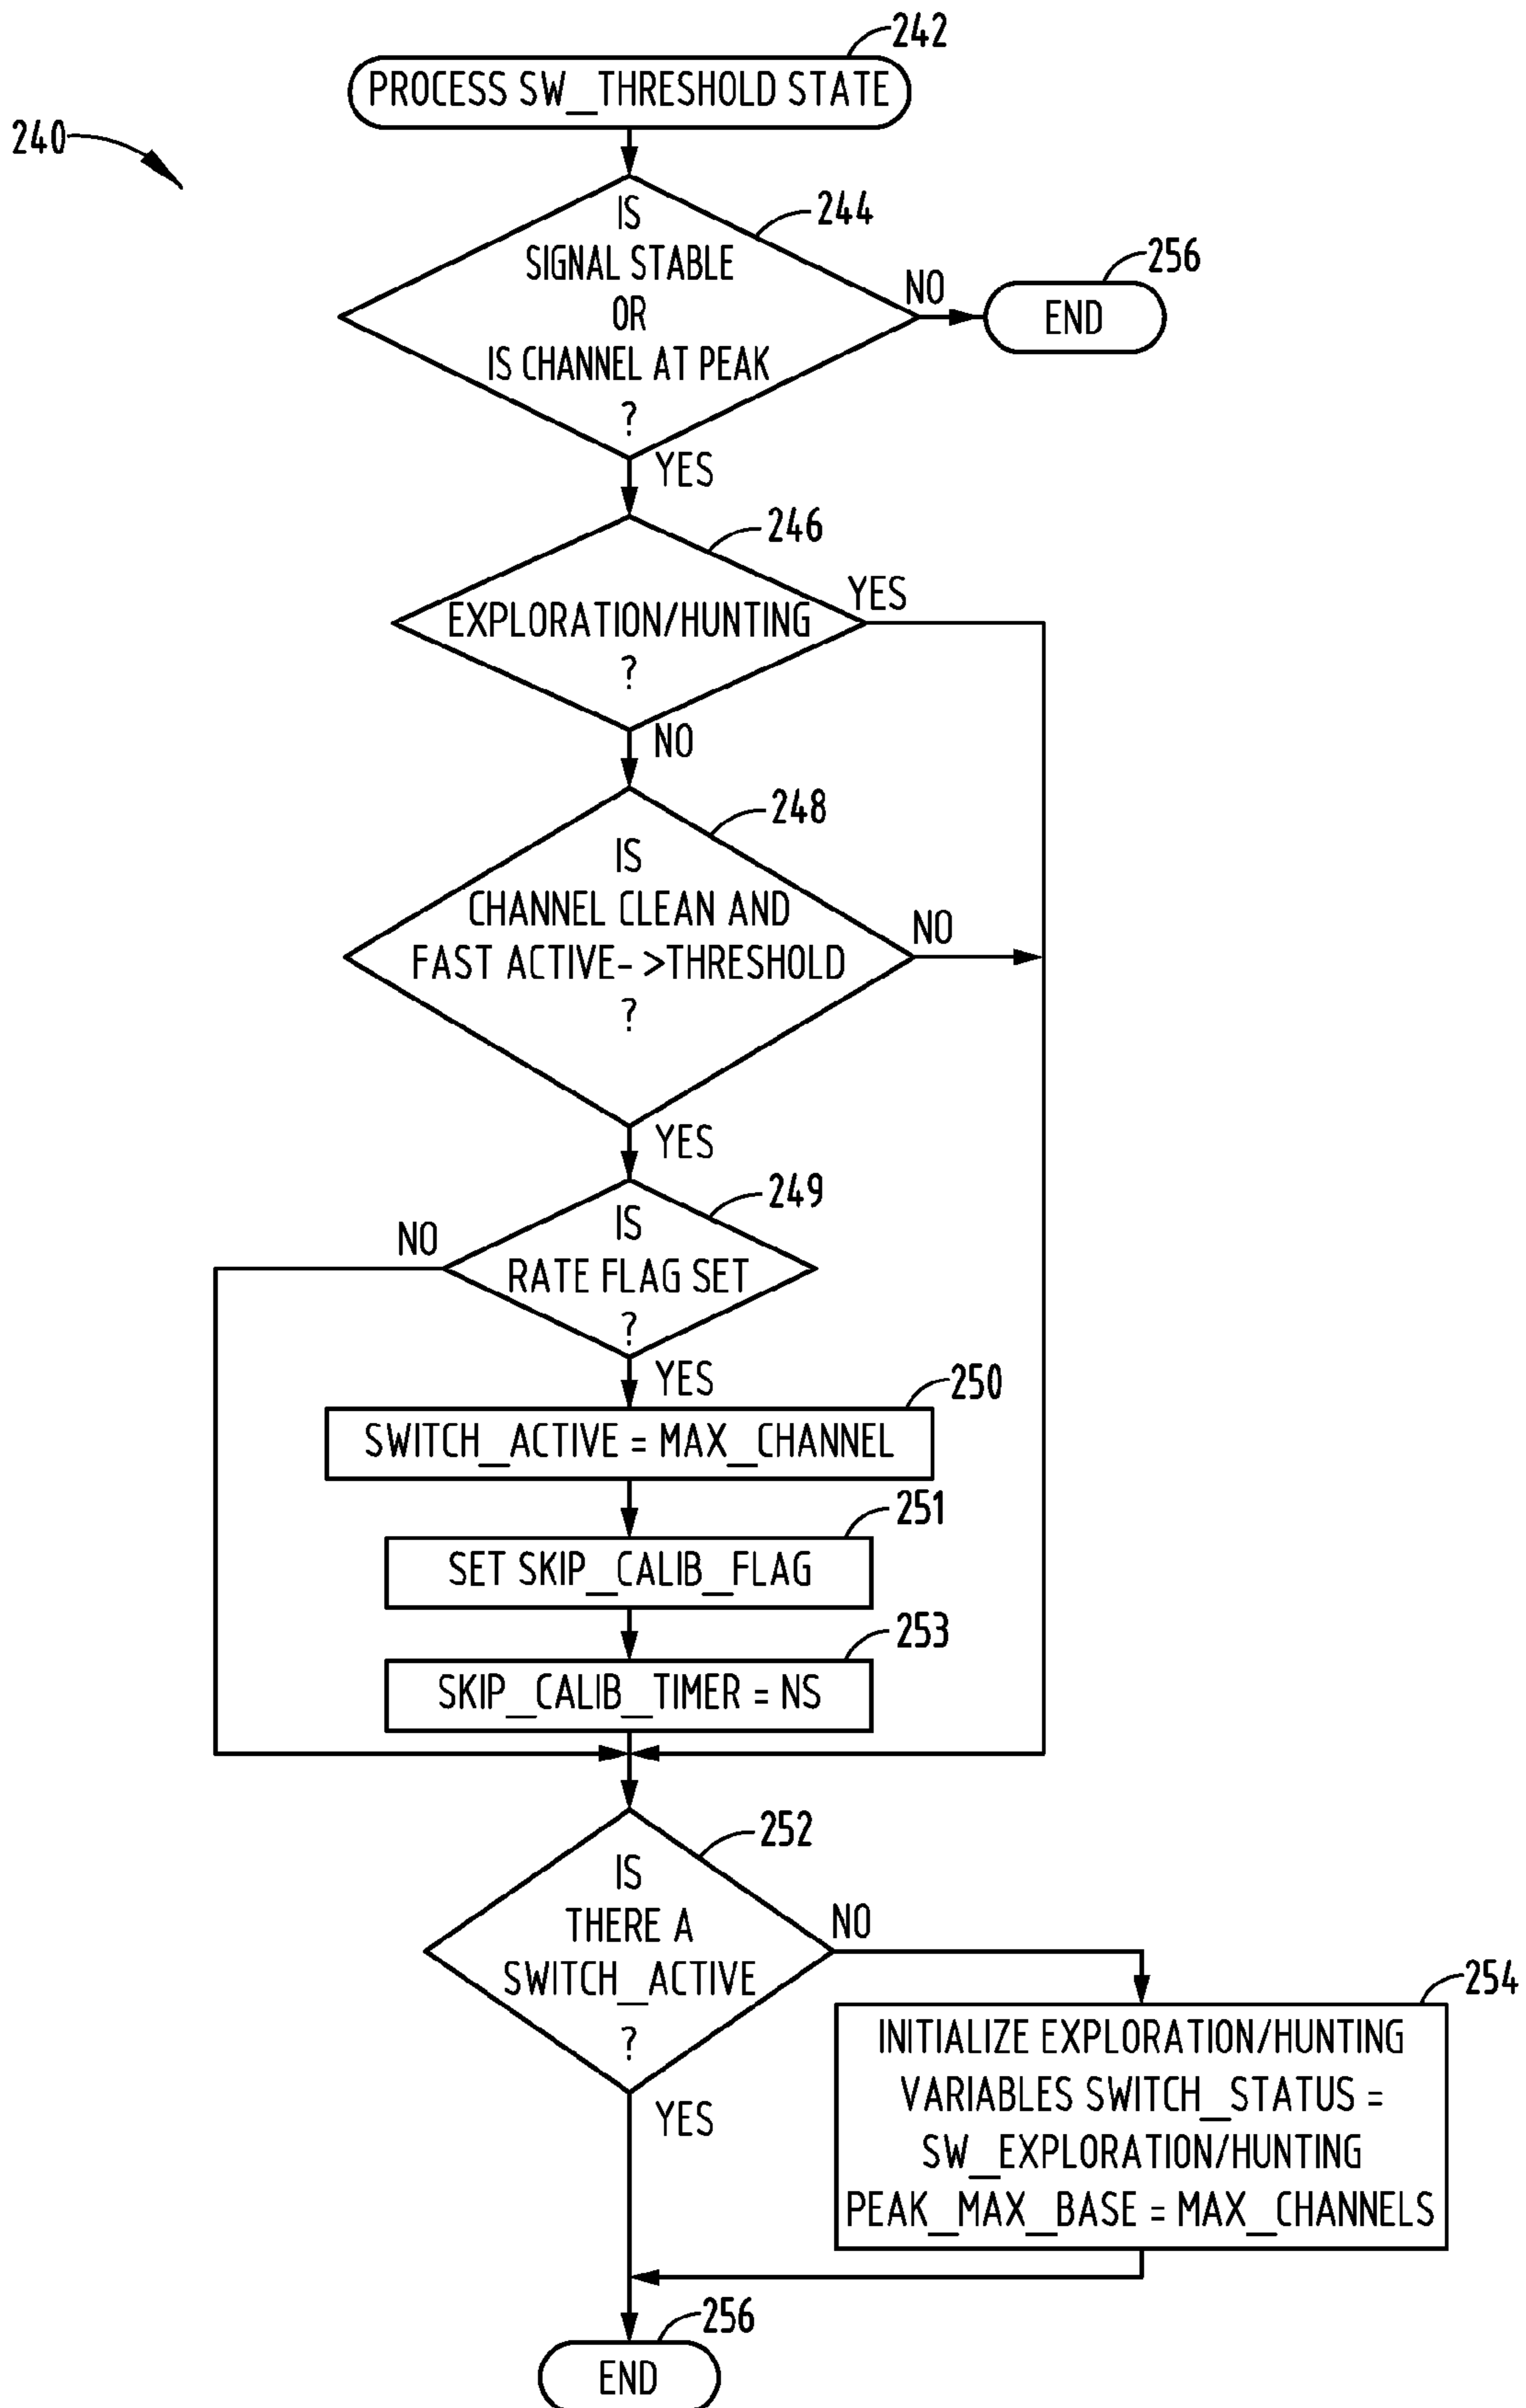 242
PROCESS SW_THRESHOLD STATE
240
244
IS
SIGNAL STABLE
OR
IS CHANNEL AT PEAK
?
NO
256
END
YES
246
EXPLORATION/HUNTING
?
YES
NO
248
IS
CHANNEL CLEAN AND
FAST ACTIVE- >THRESHOLD
?
NO
YES
249
IS
RATE FLAG SET
?
NO
YES
250
SWITCH_ACTIVE = MAX_CHANNEL
251
SET SKIP_CALIB_FLAG
253
SKIP_CALIB_TIMER = NS
252
IS
THERE A
SWITCH_ACTIVE
?
NO
YES
254
INITIALIZE EXPLORATION/HUNTING
VARIABLES SWITCH_STATUS =
SW_EXPLORATION/HUNTING
PEAK_MAX_BASE = MAX_CHANNELS
256
END